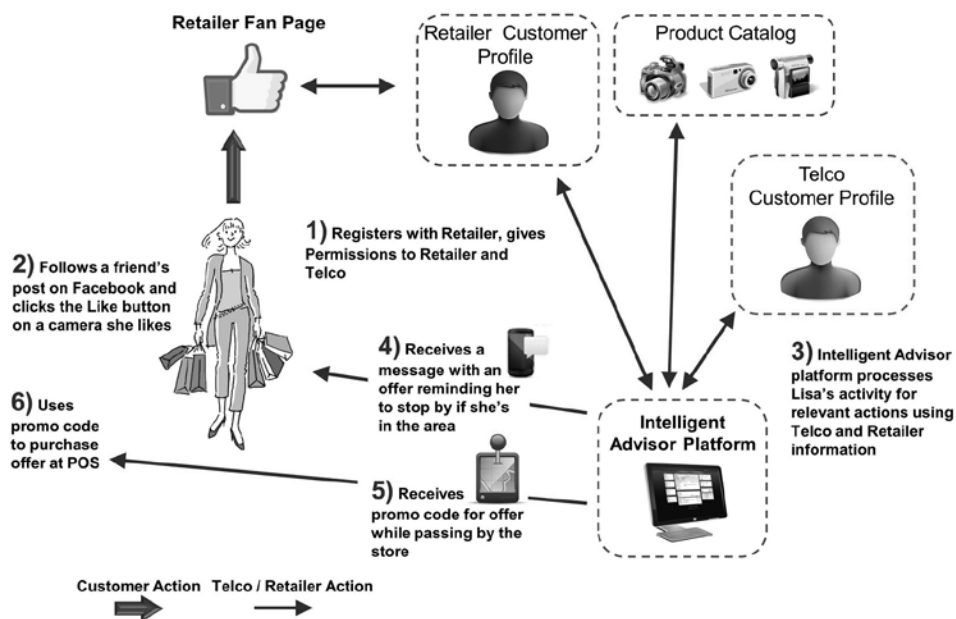 Retailer Fan Page
Retailer Customer
Profile
Product Catalog
Telco
Customer Profile
1) Registers with Retailer, gives
Permissions to Retailer and
Telco
2) Follows a friend's
post on Facebook and
clicks the Like button
on a camera she likes
3) Intelligent Advisor
platform processes
Lisa's activity for
relevant actions using
Telco and Retailer
information
4) Receives a
message with an
offer reminding her
to stop by if she's
in the area
Intelligent
Advisor Platform
5) Receives
promo code for offer
while passing by the
store
6) Uses
promo code
to purchase
offer at POS
Customer Action
Telco / Retailer Action